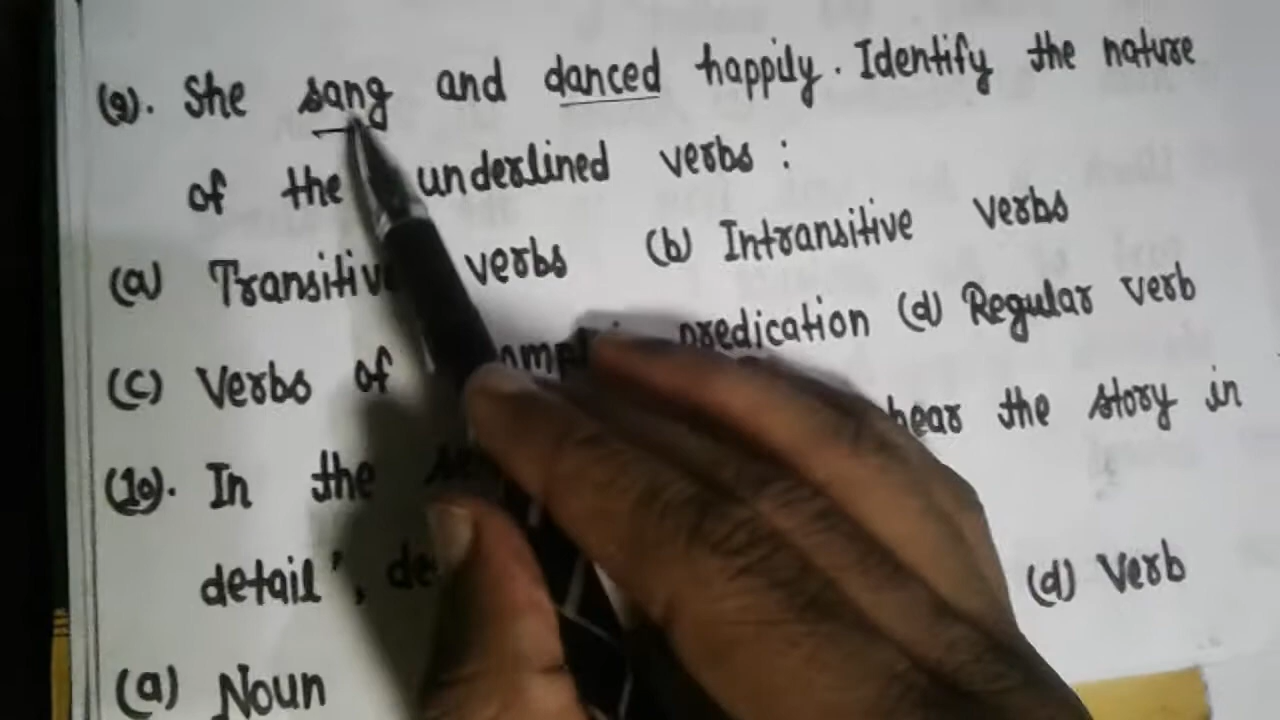 (9). She sang and danced happily. Identify the nature
of the underlined verbs :
(a) Transitive verbs (b) Intransitive verbs
(c) Verbs of predication (d) Regular verb
(10). In the hear the story in
detail',
(d) Verb
(a) Noun